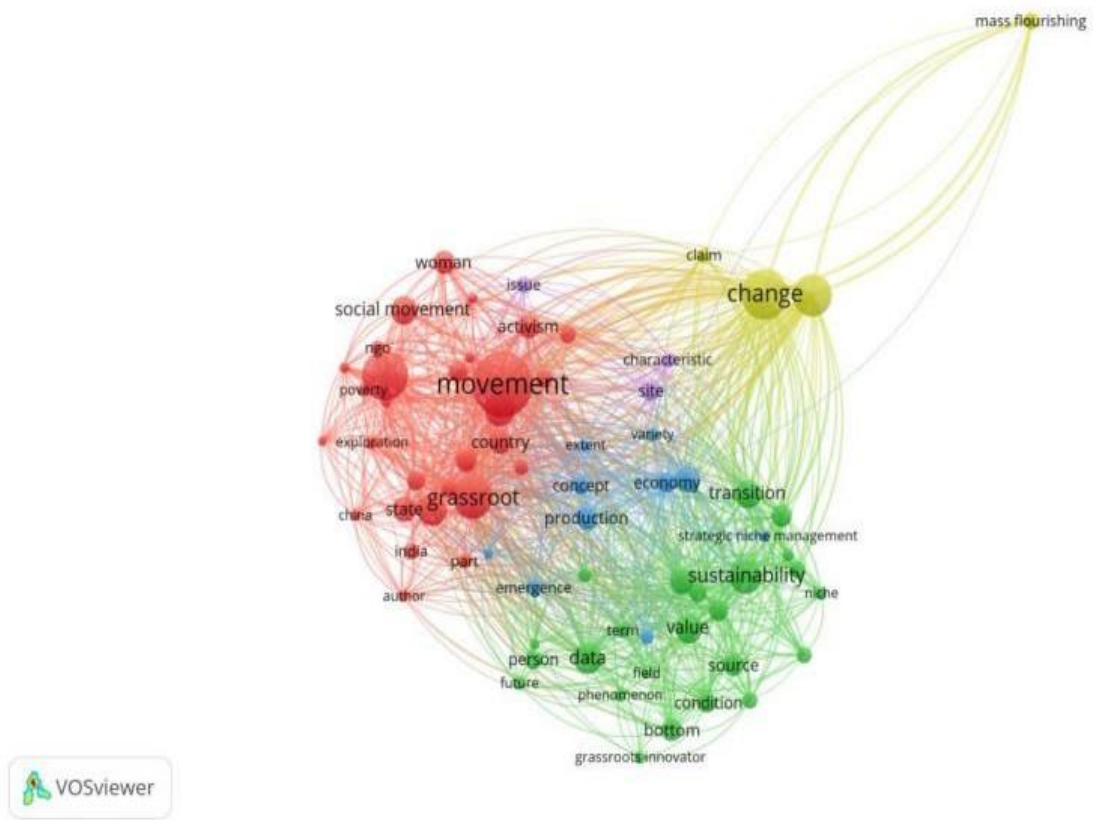 mass flourishing
claim
woman
issue
change
social movement
activism
ngo
characteristic
movement
poverty
site
variety
exploration
country
extent
economy
concept
transition
grassroot
state
china
production
strategic niche management
india
part
sustainability
emergence
niche
author
term
value
person
data
source
field
future
phenomenon
condition
bottom
grassroots innovator
VOSviewer